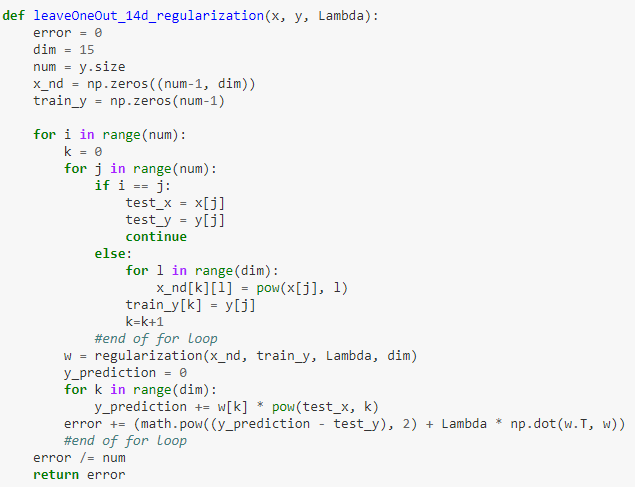 def leaveOneOut_14d_regularization(x, y, Lambda):
    error = 0
    dim = 15
    num = y.size
    x_nd = np.zeros((num-1, dim))
    train_y = np.zeros(num-1)

    for i in range(num):
        k = 0
        for j in range(num):
            if i == j:
                test_x = x[j]
                test_y = y[j]
                continue
            else:
                for l in range(dim):
                    x_nd[k][l] = pow(x[j], l)
                train_y[k] = y[j]
                k=k+1
            #end of for loop
        w = regularization(x_nd, train_y, Lambda, dim)
        y_prediction = 0
        for k in range(dim):
            y_prediction += w[k] * pow(test_x, k)
        error += (math.pow((y_prediction - test_y), 2) + Lambda * np.dot(w.T, w))
        #end of for loop
    error /= num
    return error